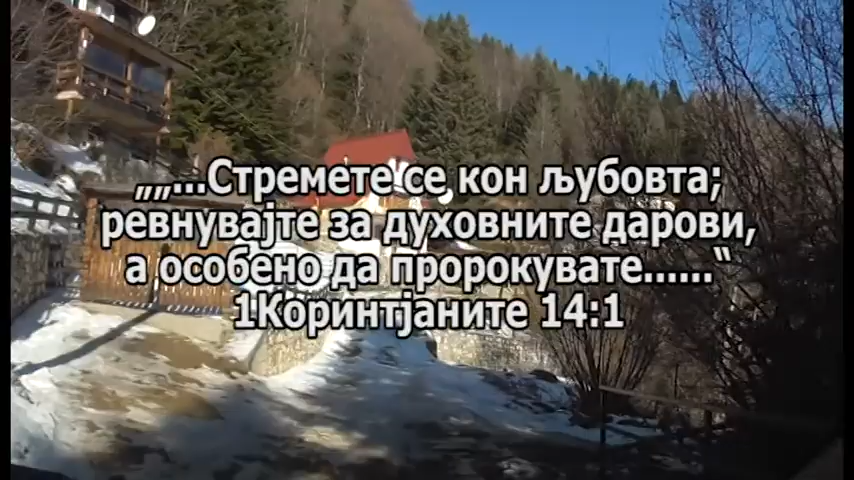 „„...Стремете се кон љубовта;
ревнувајте за духовните дарови,
а особено да пророкувате......“
1Коринтјаните 14:1